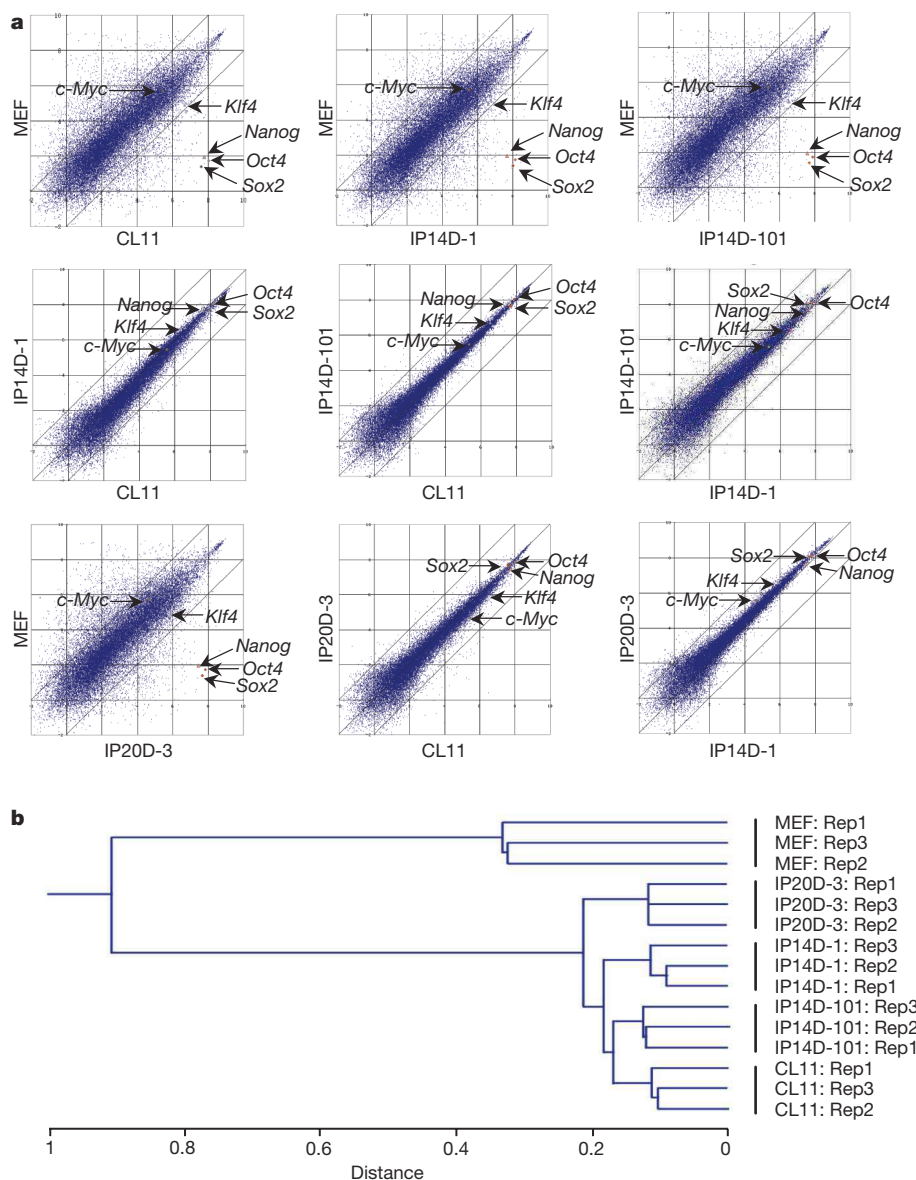 a
MEF
c-Myc
Klf4
Nanog
Oct4
Sox2
CL11
MEF
c-Myc
Klf4
Nanog
Oct4
Sox2
IP14D-1
MEF
c-Myc
Klf4
Nanog
Oct4
Sox2
IP14D-101
IP14D-1
Nanog
Klf4
c-Myc
Oct4
Sox2
CL11
IP14D-101
Nanog
Klf4
c-Myc
Oct4
Sox2
CL11
IP14D-101
Sox2
Nanog
Klf4
c-Myc
Oct4
IP14D-1
MEF
c-Myc
Klf4
Nanog
Oct4
Sox2
IP20D-3
IP20D-3
Sox2
Oct4
Nanog
Klf4
c-Myc
CL11
IP20D-3
Sox2
Klf4
c-Myc
Oct4
Nanog
IP14D-1
b
MEF: Rep1
MEF: Rep3
MEF: Rep2
IP20D-3: Rep1
IP20D-3: Rep3
IP20D-3: Rep2
IP14D-1: Rep3
IP14D-1: Rep2
IP14D-1: Rep1
IP14D-101: Rep3
IP14D-101: Rep2
IP14D-101: Rep1
CL11: Rep1
CL11: Rep3
CL11: Rep2
1 0.8 0.6 0.4 0.2 0
Distance